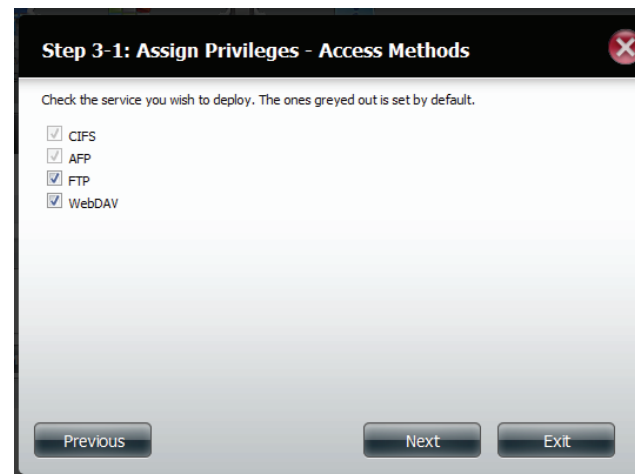 Step 3-1: Assign Privileges - Access Methods
Check the service you wish to deploy. The ones greyed out is set by default.
CIFS
AFP
FTP
WebDAV
Previous
Next
Exit